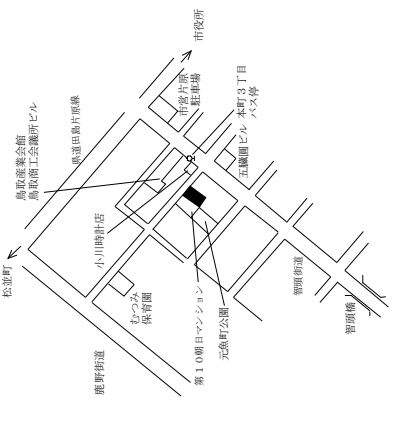 市役所
市営片原
駐車場
本町３丁目
バス停
五臓圓ビル
県道田島片原線
鳥取産業会館
鳥取商工会議所ビル
小川時計店
松並町
むつみ
保育園
鹿野街道
第１０朝日マンション
元魚町公園
智頭街道
智頭橋